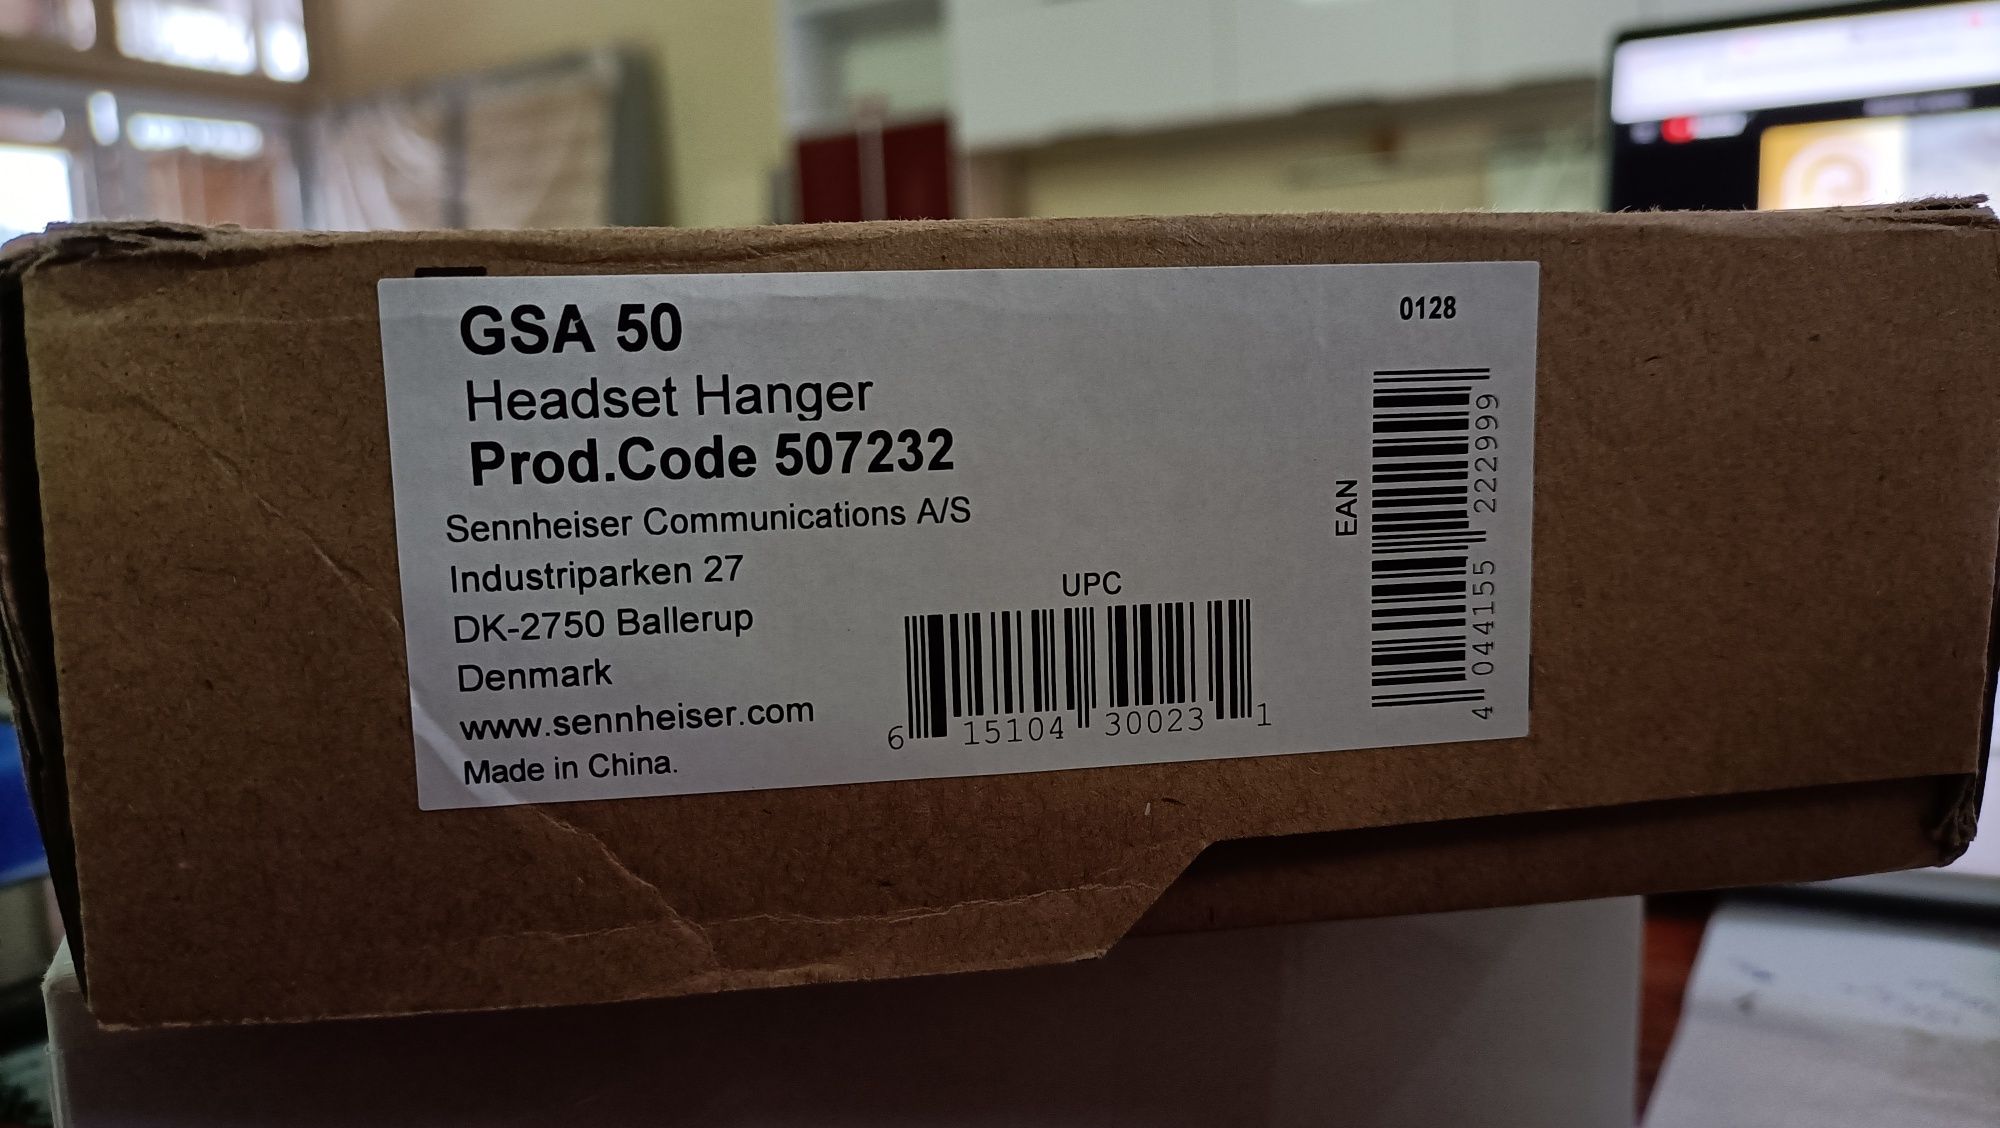 GSA 50
Headset Hanger
Prod.Code 507232
Sennheiser Communications A/S
Industriparken 27
DK-2750 Ballerup
Denmark
www.sennheiser.com
Made in China.
UPC
6 15104 30023 1
0128
EAN
4 044155 222999